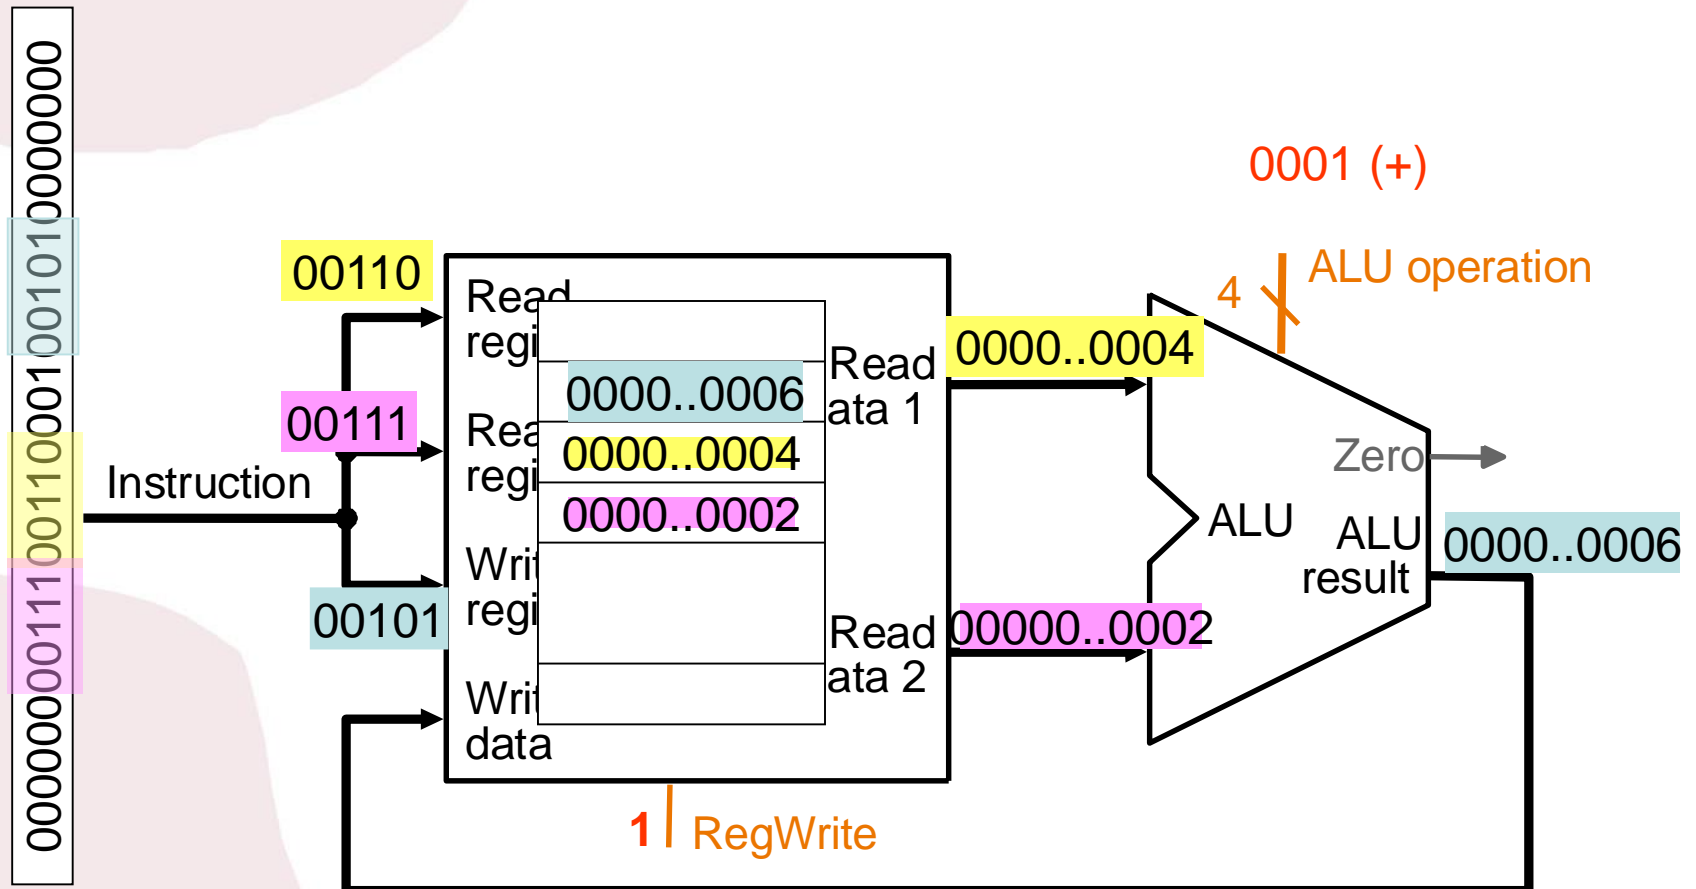 00000000011100110001001010000000
0001 (+)
ALU operation
4
00110
Read
regi
0000..0004
Read
ata 1
0000..0006
00111
Rea
regi
0000..0004
Zero
Instruction
0000..0002
ALU
ALU
result
0000..0006
Writ
regi
00101
00000..0002
Read
ata 2
Writ
data
1
RegWrite